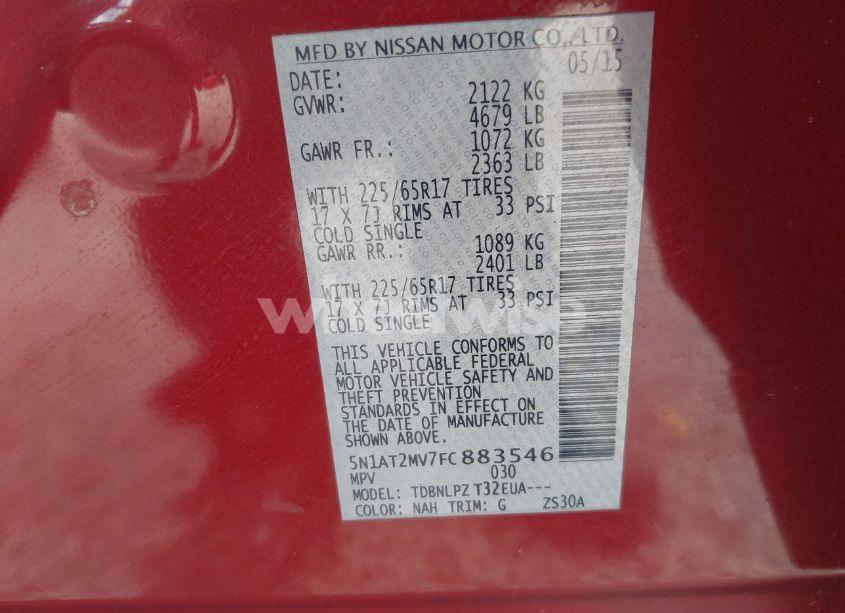 MFD BY NISSAN MOTOR CO., LTD.
DATE: 05/15
GVWR: 2122 KG
4679 LB
GAWR FR.: 1072 KG
2363 LB
WITH 225/65R17 TIRES
17 X 7J RIMS AT 33 PSI
COLD SINGLE
GAWR RR.: 1089 KG
2401 LB
WITH 225/65R17 TIRES
17 X 7J RIMS AT 33 PSI
COLD SINGLE
THIS VEHICLE CONFORMS TO
ALL APPLICABLE FEDERAL
MOTOR VEHICLE SAFETY AND
THEFT PREVENTION
STANDARDS IN EFFECT ON
THE DATE OF MANUFACTURE
SHOWN ABOVE.
5N1AT2MV7FC883546
MPV 030
MODEL: TDBNLPZ T32EUA---
COLOR: NAH TRIM: G ZS30A